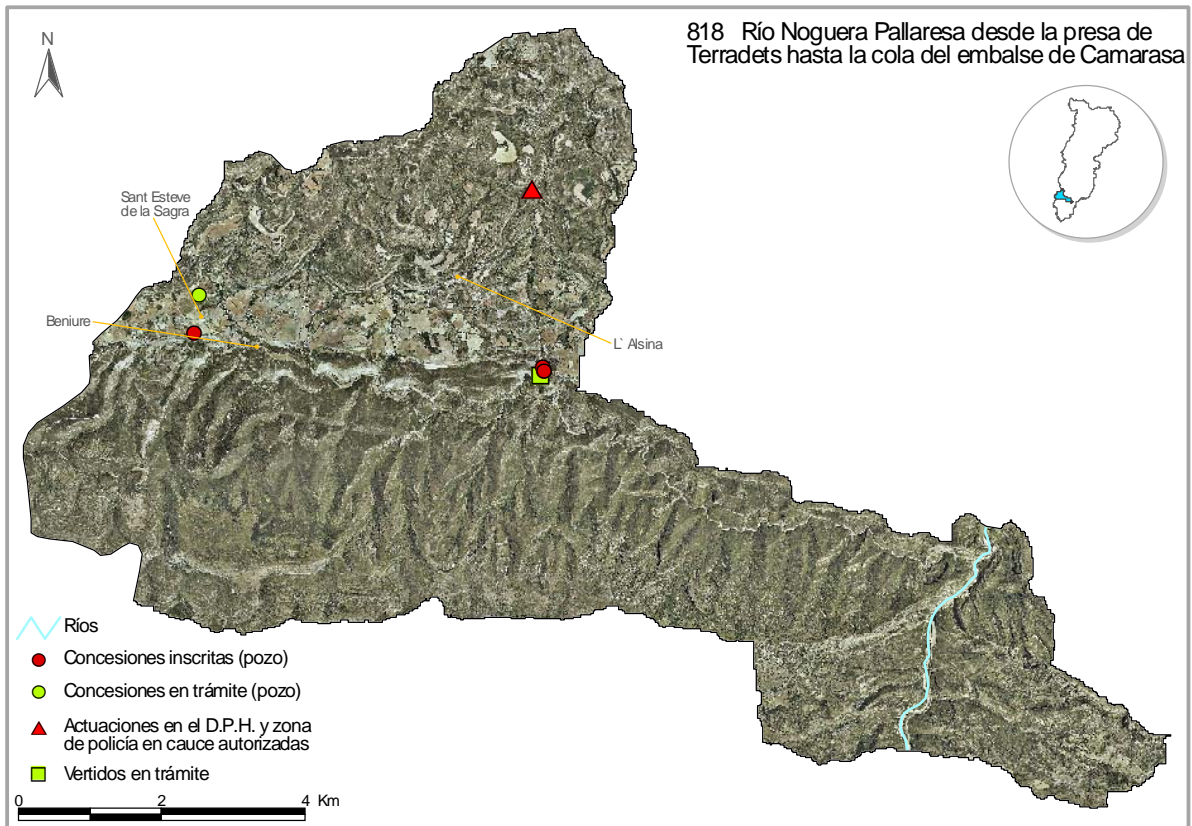 818 Río Noguera Pallaresa desde la presa de
Terradets hasta la cola del embalse de Camarasa
N
Sant Esteve
de la Sagra
Beniure
L` Alsina
Ríos
Concesiones inscritas (pozo)
Concesiones en trámite (pozo)
Actuaciones en el D.P.H. y zona
de policía en cauce autorizadas
Vertidos en trámite
0 2 4 Km